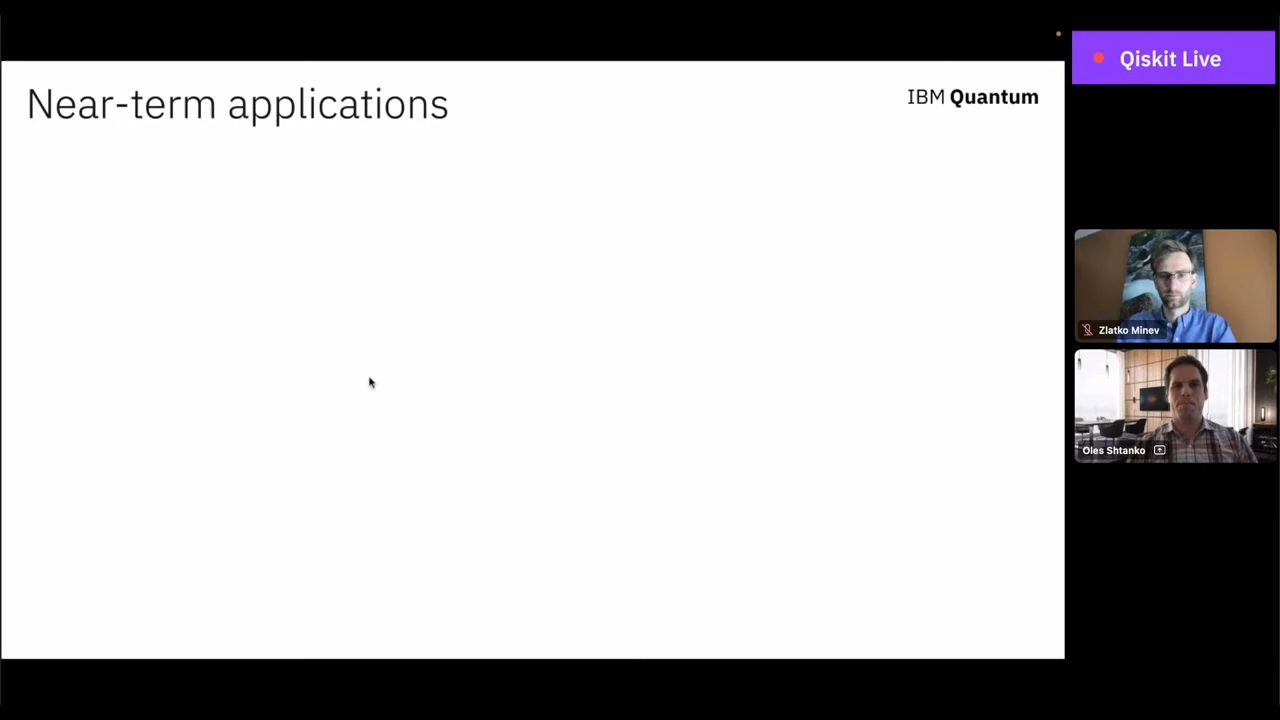 Near-term applications
IBM Quantum
Qiskit Live
Zlatko Minev
Oles Shtanko